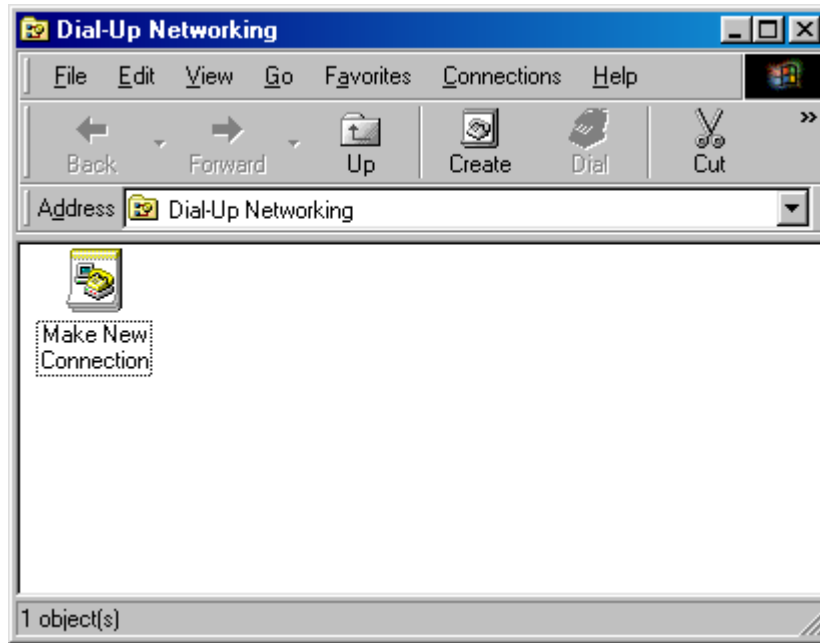 Dial-Up Networking
File Edit View Go Favorites Connections Help
Back Forward Up Create Dial Cut »
Address Dial-Up Networking
Make New
Connection
1 object(s)